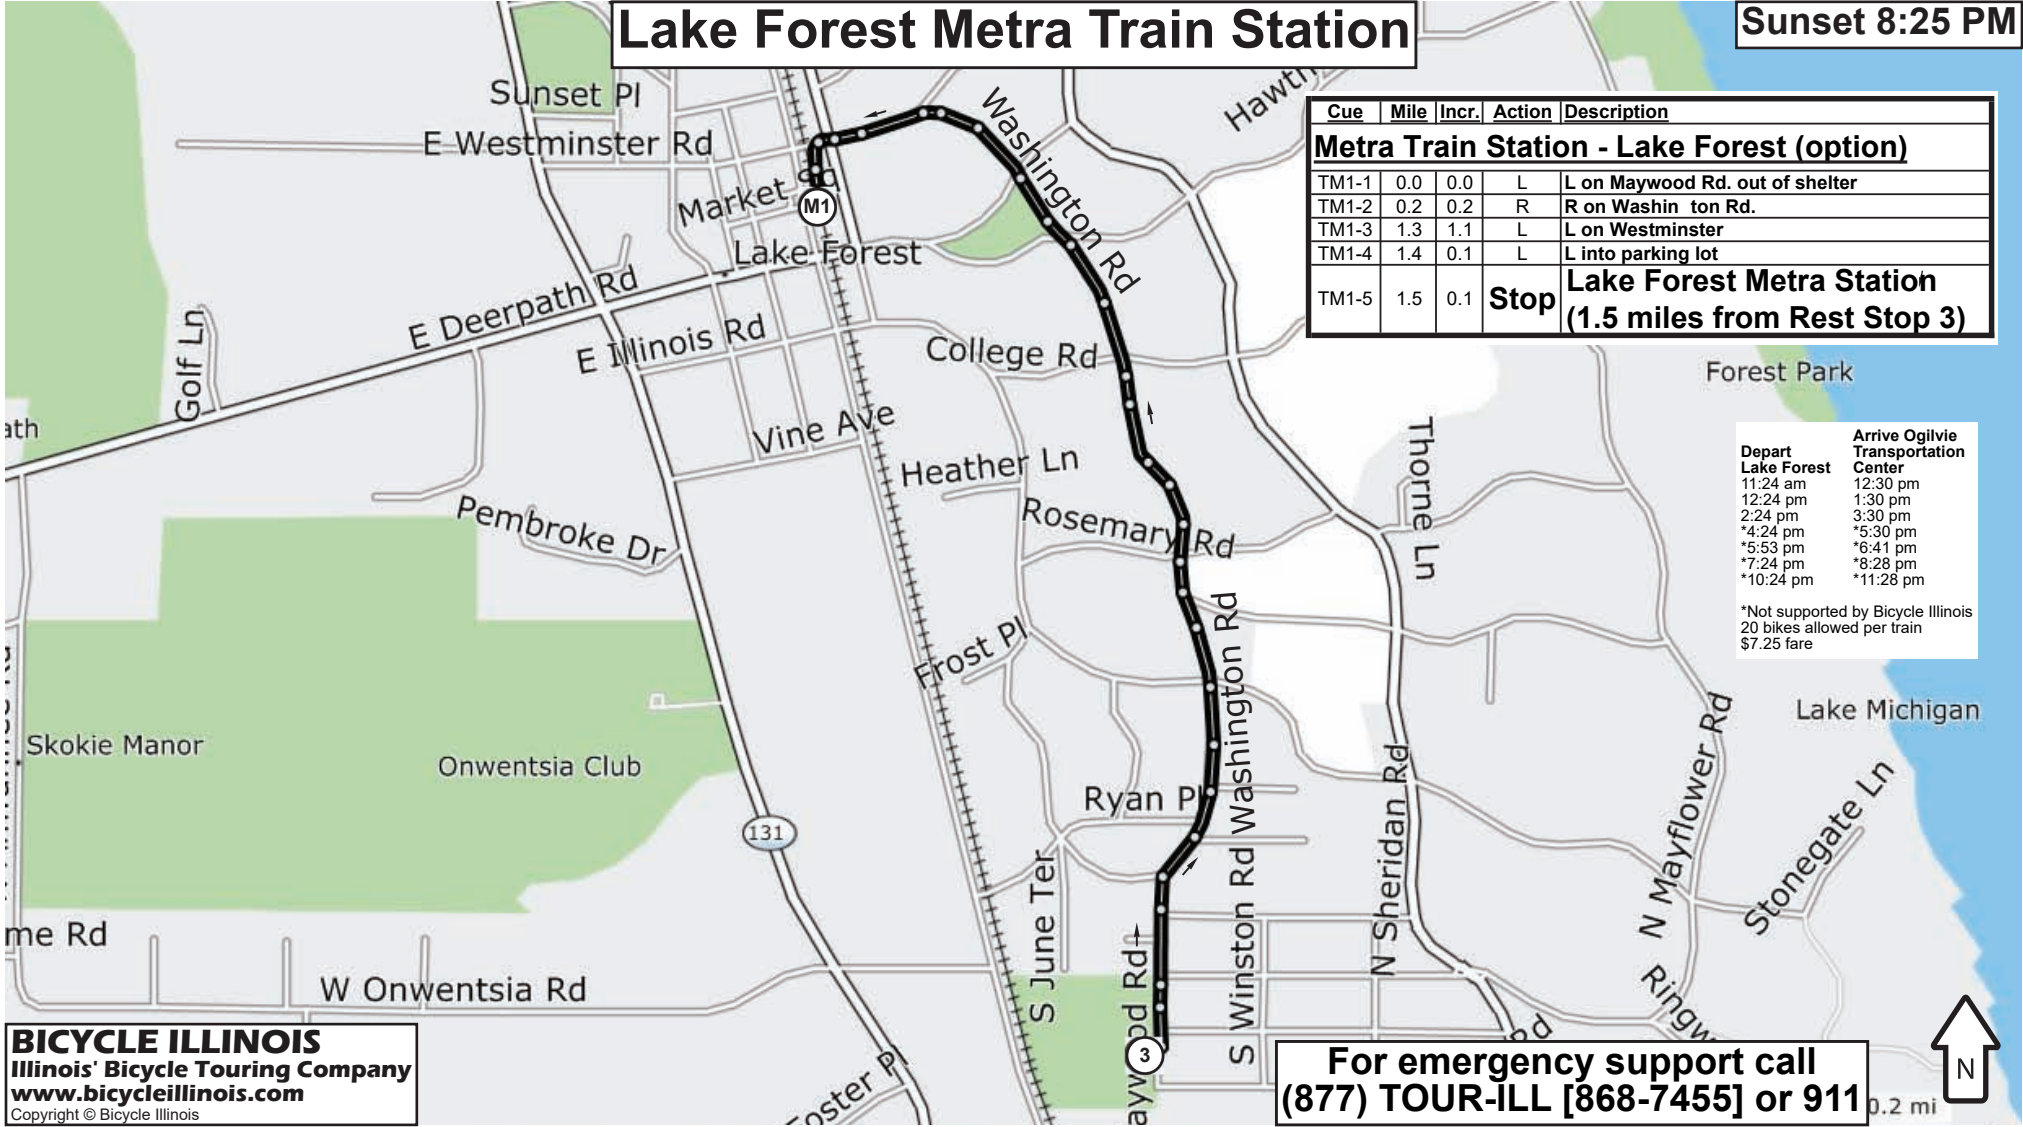 Lake Forest Metra Train Station
Sunset 8:25 PM
Cue Mile Incr. Action Description
Metra Train Station - Lake Forest (option)
TM1-1 0.0 0.0 L L on Maywood Rd. out of shelter
TM1-2 0.2 0.2 R R on Washin ton Rd.
TM1-3 1.3 1.1 L L on Westminster
TM1-4 1.4 0.1 L L into parking lot
TM1-5 1.5 0.1 Stop Lake Forest Metra Station
(1.5 miles from Rest Stop 3)
Sunset Pl
E Westminster Rd
Market Sq
M1
Lake Forest
Washington Rd
Hawth
E Deerpath Rd
Golf Ln
E Illinois Rd
College Rd
Forest Park
ath
Vine Ave
Heather Ln
Thorne Ln
Pembroke Dr
Rosemary Rd
Depart
Lake Forest
Arrive Ogilvie
Transportation
Center
11:24 am 12:30 pm
12:24 pm 1:30 pm
2:24 pm 3:30 pm
*4:24 pm *5:30 pm
*5:53 pm *6:41 pm
*7:24 pm *8:28 pm
*10:24 pm *11:28 pm
*Not supported by Bicycle Illinois
20 bikes allowed per train
$7.25 fare
Frost Pl
Washington Rd
Lake Michigan
Skokie Manor
Onwentsia Club
Ryan Pl
N Sheridan Rd
N Mayflower Rd
Stonegate Ln
131
S June Ter
S Winston Rd
me Rd
W Onwentsia Rd
aywood Rd
Ringw
Rd
3
Foster Pl
BICYCLE ILLINOIS
Illinois' Bicycle Touring Company
www.bicycleillinois.com
Copyright © Bicycle Illinois
For emergency support call
(877) TOUR-ILL [868-7455] or 911
0.2 mi
N